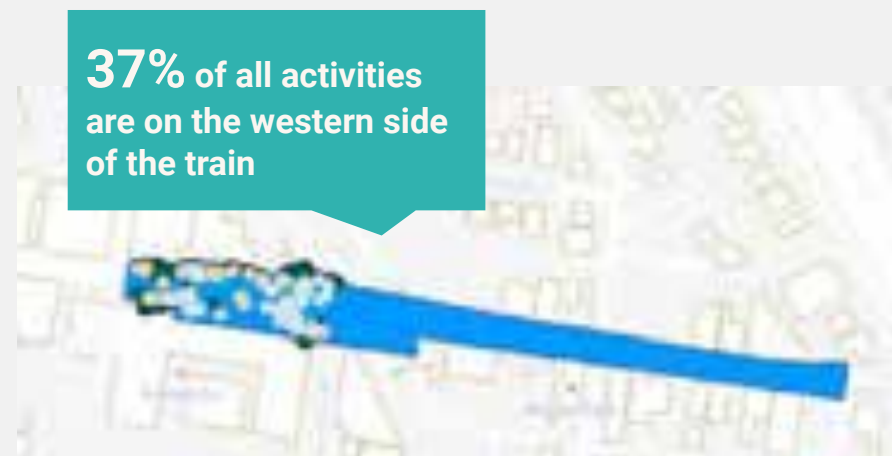 37% of all activities
are on the western side
of the train